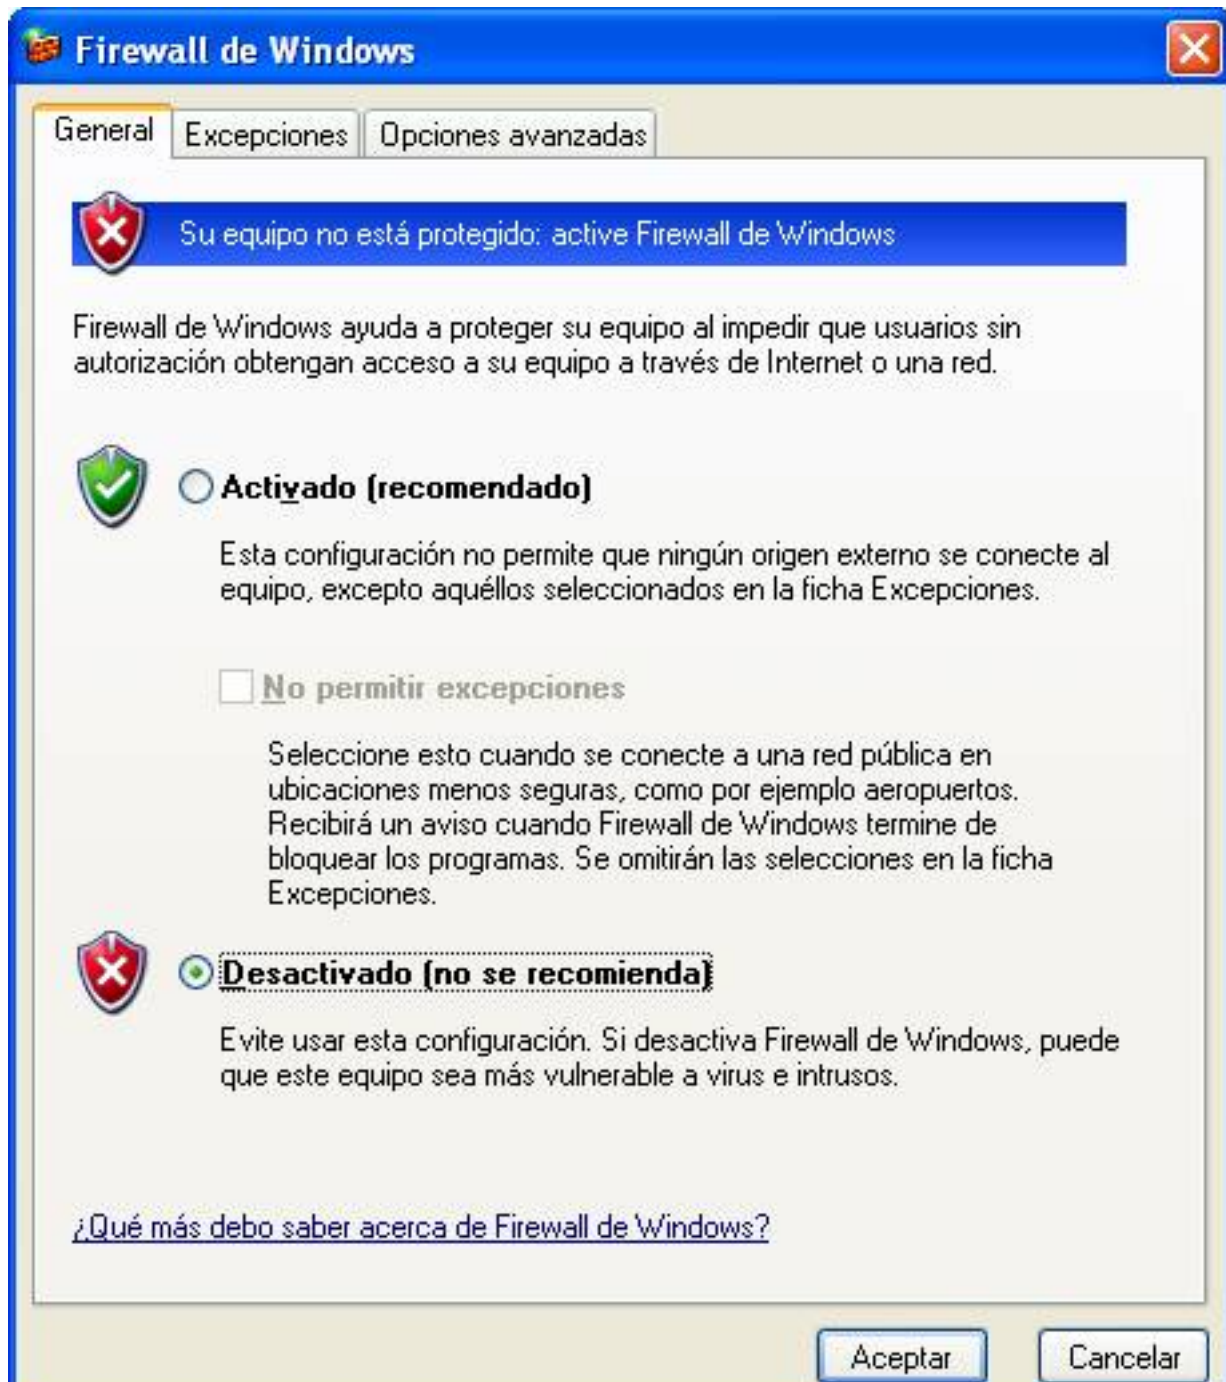 Firewall de Windows
General
Excepciones
Opciones avanzadas
Su equipo no está protegido: active Firewall de Windows
Firewall de Windows ayuda a proteger su equipo al impedir que usuarios sin
autorización obtengan acceso a su equipo a través de Internet o una red.
Activado (recomendado)
Esta configuración no permite que ningún origen externo se conecte al
equipo, excepto aquéllos seleccionados en la ficha Excepciones.
No permitir excepciones
Seleccione esto cuando se conecte a una red pública en
ubicaciones menos seguras, como por ejemplo aeropuertos.
Recibirá un aviso cuando Firewall de Windows termine de
bloquear los programas. Se omitirán las selecciones en la ficha
Excepciones.
Desactivado (no se recomienda)
Evite usar esta configuración. Si desactiva Firewall de Windows, puede
que este equipo sea más vulnerable a virus e intrusos.
¿Qué más debo saber acerca de Firewall de Windows?
Aceptar
Cancelar